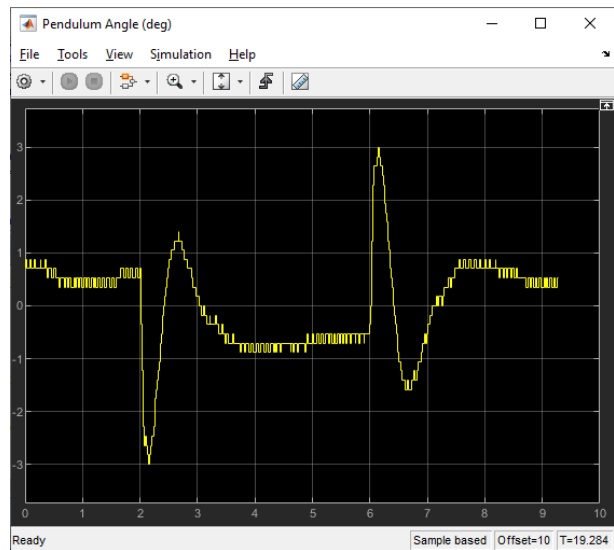 Pendulum Angle (deg)
File Tools View Simulation Help
3
2
1
0
-1
-2
-3
0 1 2 3 4 5 6 7 8 9 10
Ready Sample based Offset=10 T=19.284